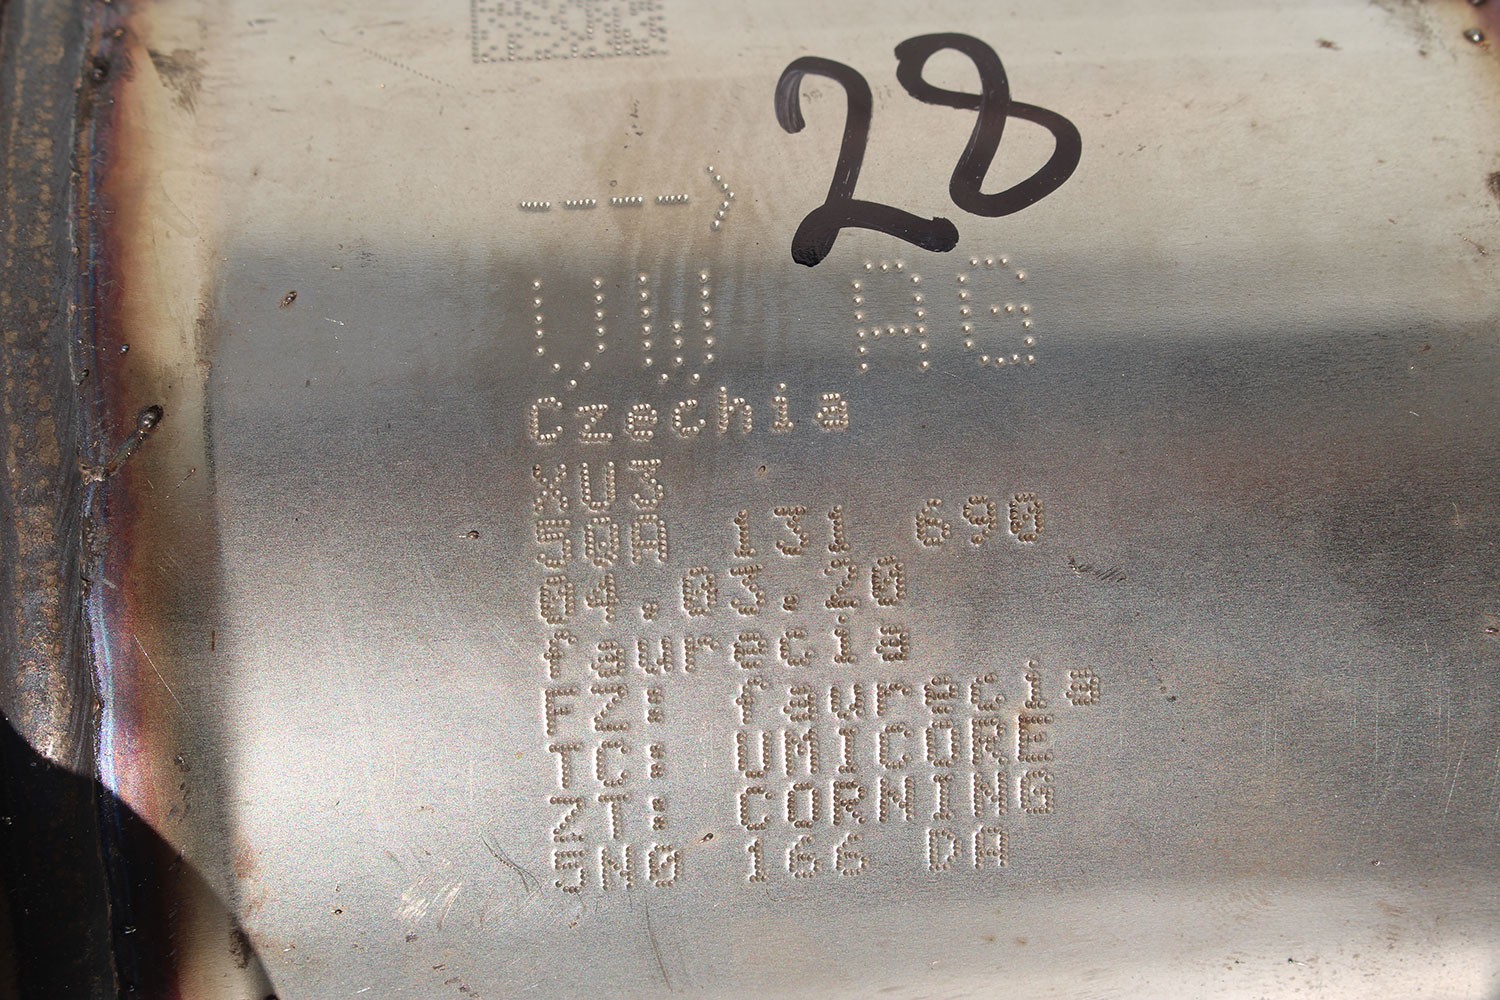 28
---->
VW AG
Czechia
XU3
5QA 131 690
04.03.20
faurecia
FZ: faurecia
TC: UMICORE
ZT: CORNING
5N0 166 DA